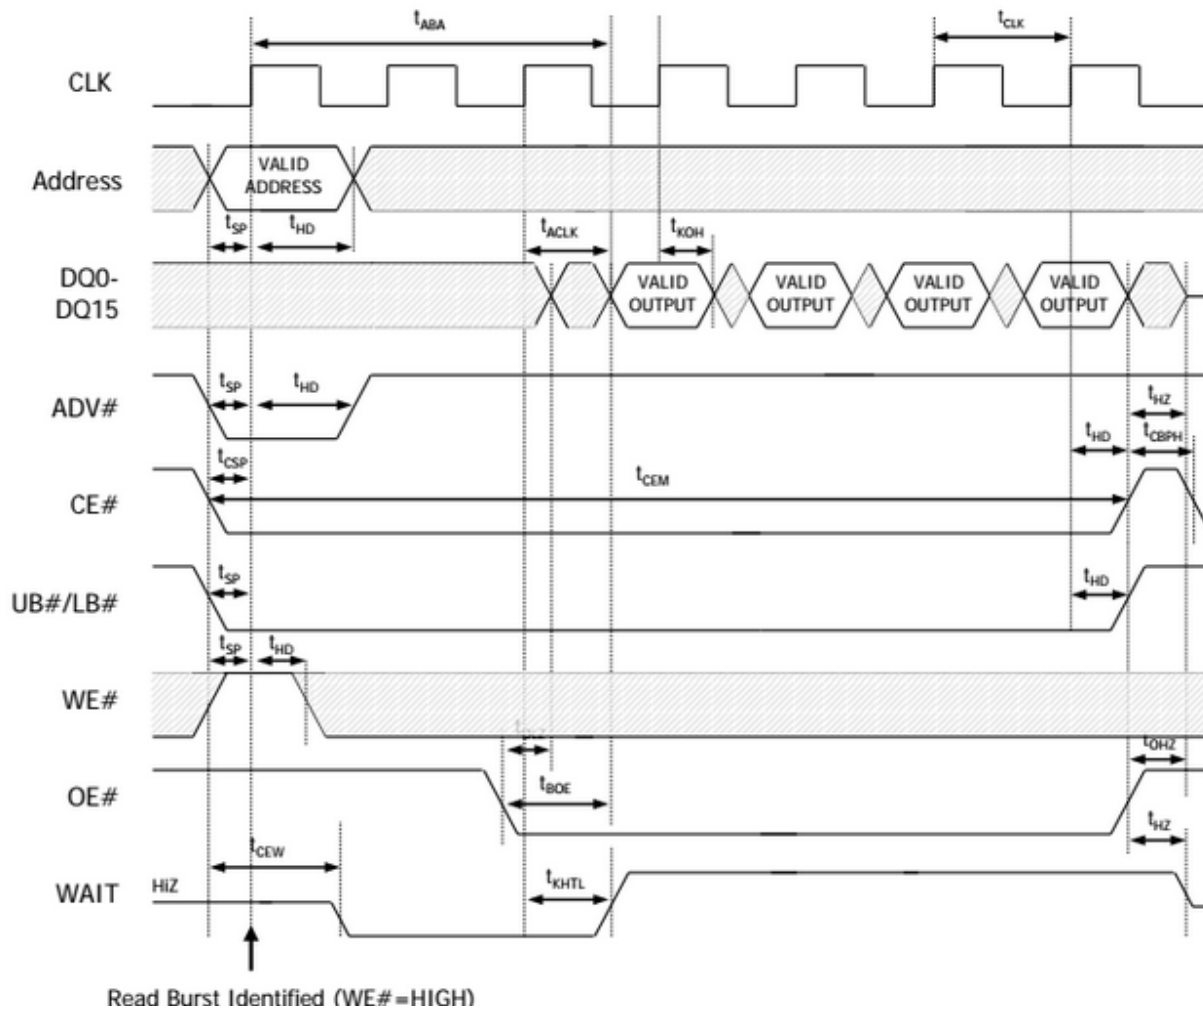 tABA
tCLK
CLK
Address
VALID
ADDRESS
tSP
tHD
tACLK
tKOH
DQ0-
DQ15
VALID
OUTPUT
VALID
OUTPUT
VALID
OUTPUT
VALID
OUTPUT
ADV#
tSP
tHD
tHZ
tHD
tCBPH
CE#
tCSP
tCEM
UB#/LB#
tSP
tHD
WE#
tSP
tHD
OE#
tBOE
tOHZ
tHZ
WAIT
HiZ
tCEW
tKHTL
Read Burst Identified (WE#=HIGH)